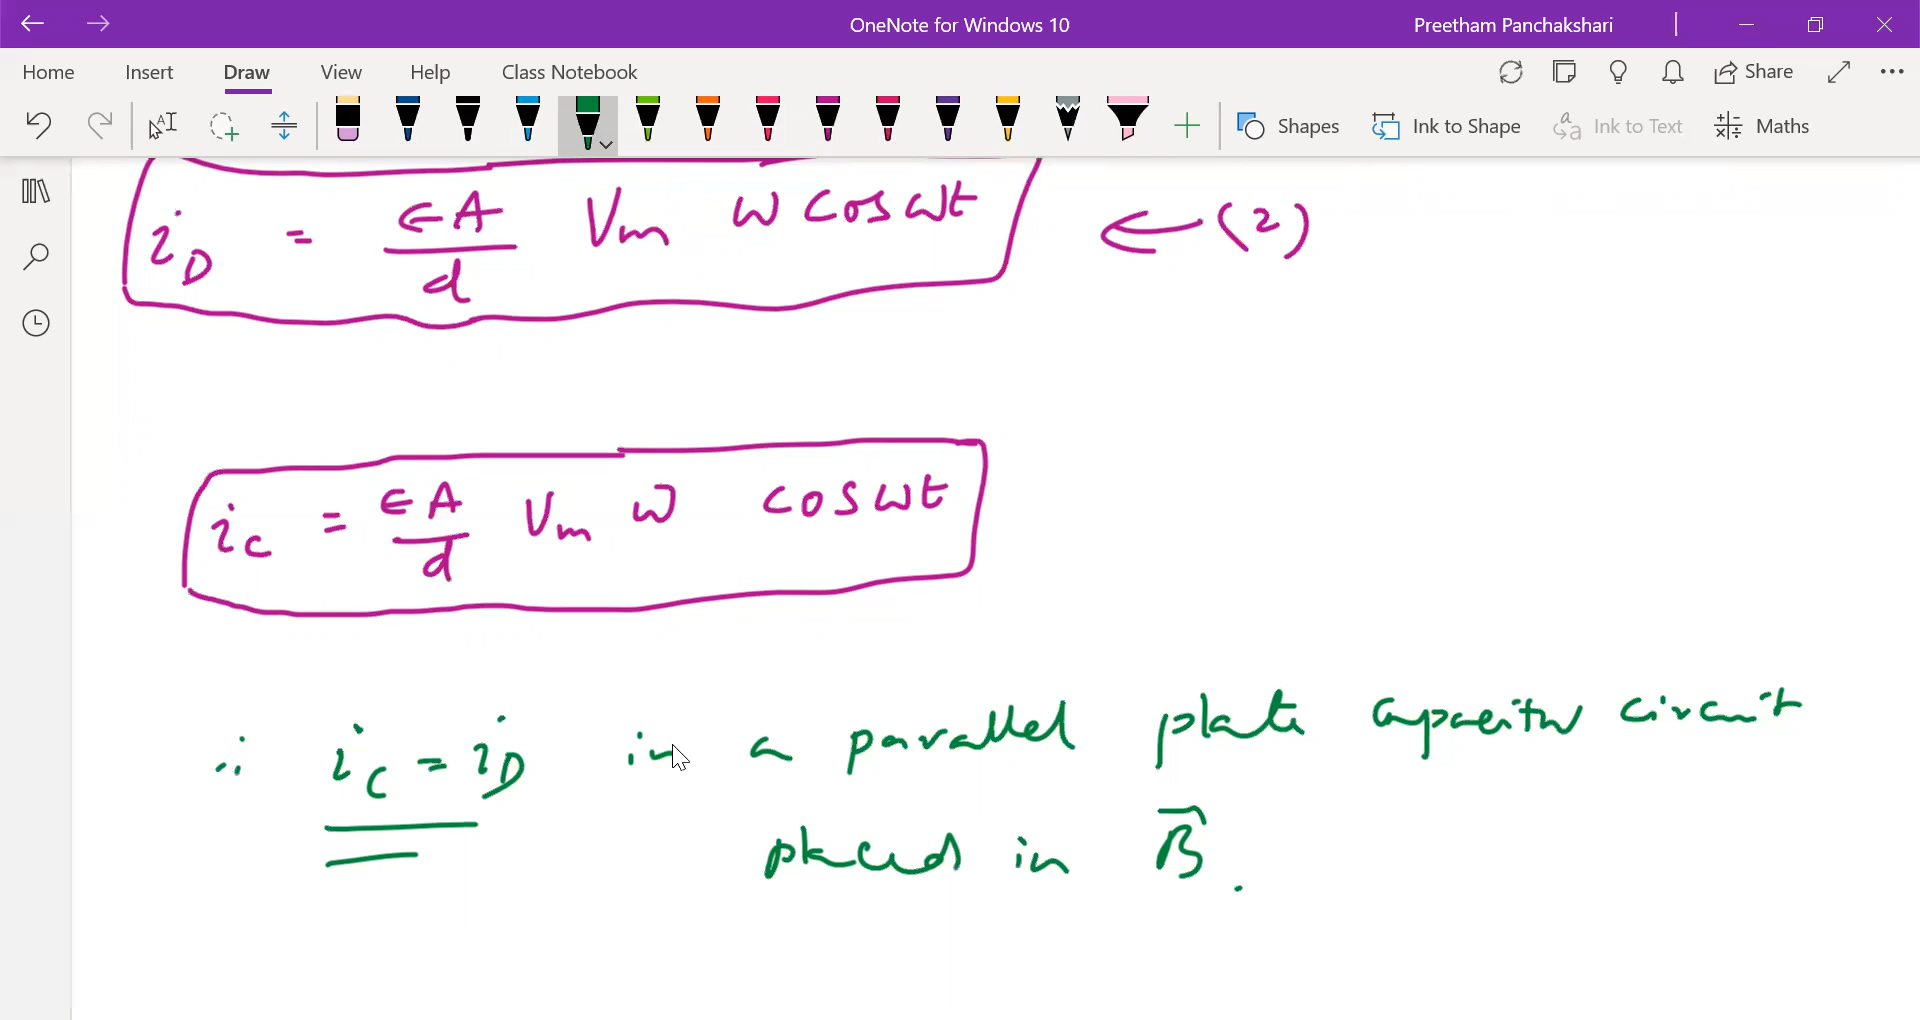 OneNote for Windows 10 Preetham Panchakshari
Home Insert Draw View Help Class Notebook Share
Shapes Ink to Shape Ink to Text Maths
i_D = ∈A/d Vm ω cos ωt ← (2)
i_C = ∈A/d Vm ω cos ωt
∴ i_C = i_D in a parallel plate capacitor circuit
placed in B⃗.